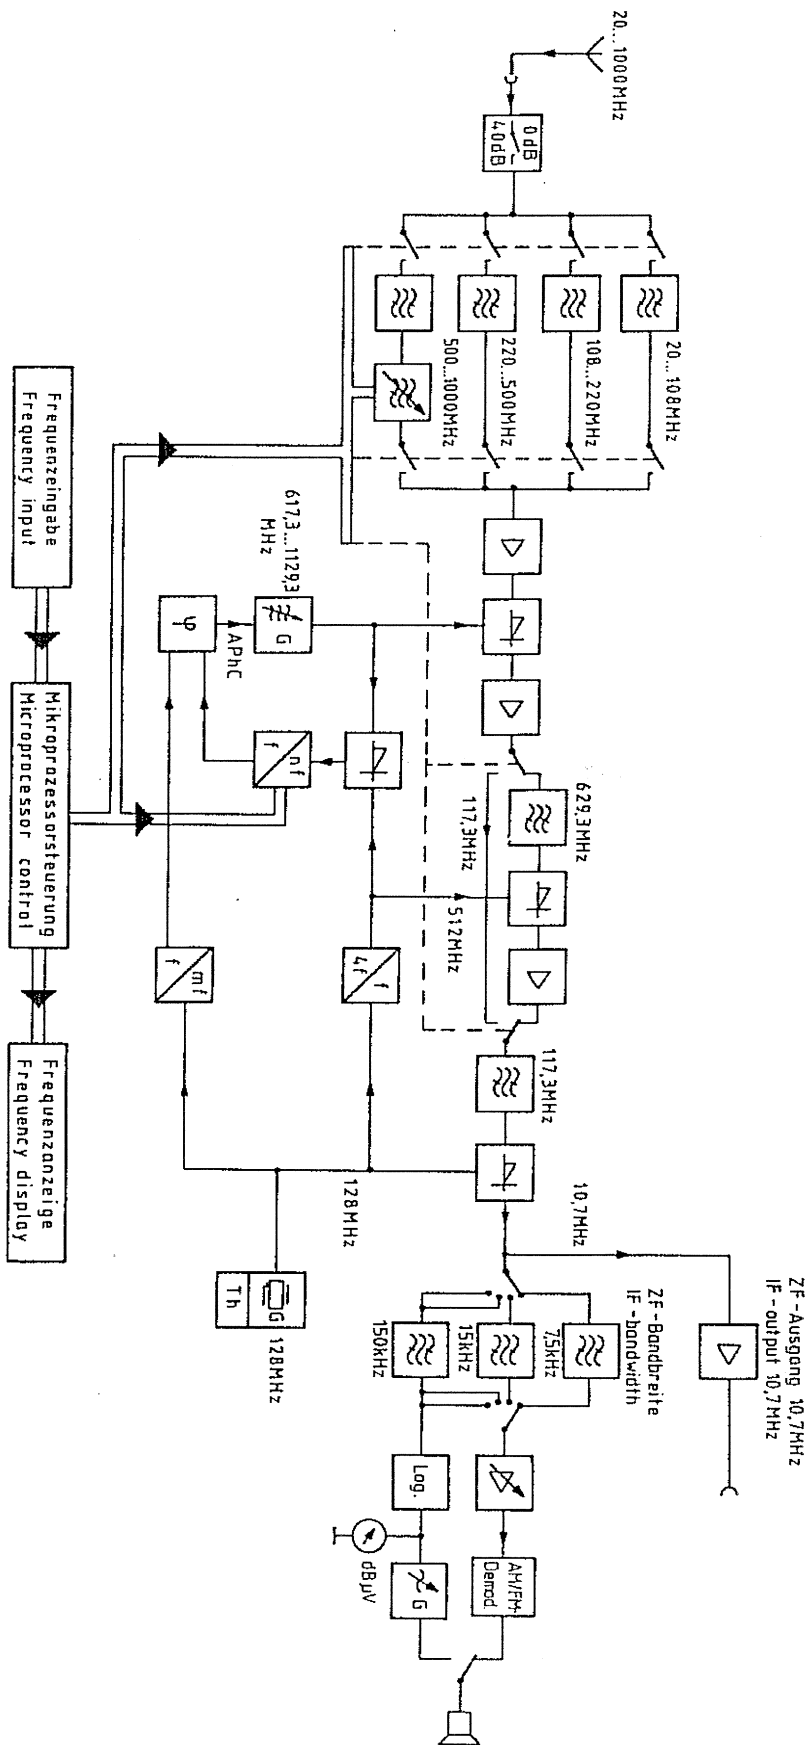 20...1000MHz
0dB
40dB
20...108MHz
108...220MHz
220...500MHz
500...1000MHz
617,3...1129,3
MHz
G
APhC
φ
nf
f
629,3MHz
117,3MHz
512MHz
f
4f
mf
f
117,3MHz
128MHz
10,7MHz
G
Th
128MHz
ZF-Ausgang 10,7MHz
IF-output 10,7MHz
ZF-Bandbreite
IF-bandwidth
7,5kHz
15kHz
150kHz
Log.
AM/FM-
Demod.
dBµV
G
Frequenzeingabe
Frequency input
Mikroprozessorsteuerung
Microprocessor control
Frequenzanzeige
Frequency display